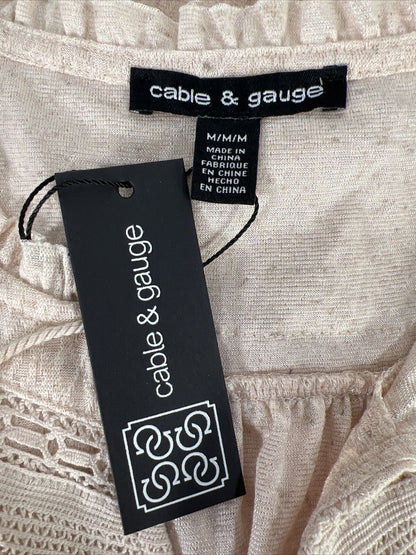 cable & gauge
M/M/M
MADE IN
CHINA
FABRIQUE
EN CHINE
HECHO
EN CHINA
cable & gauge